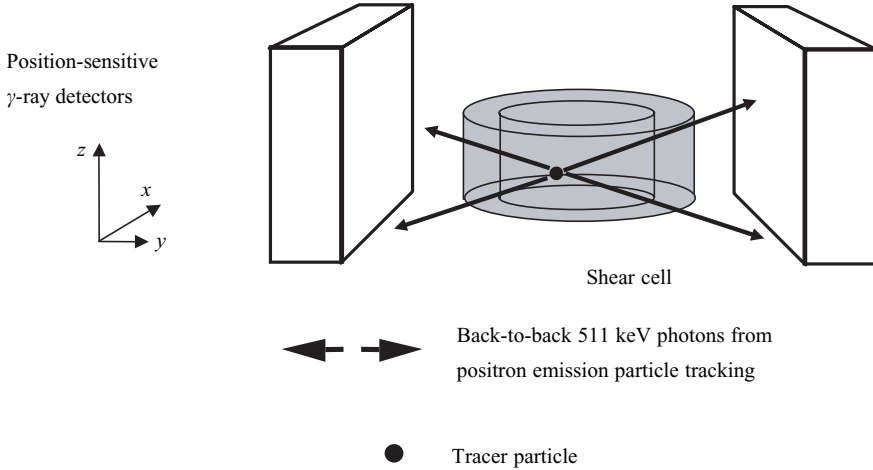 Position-sensitive
γ-ray detectors
z
x
y
Shear cell
Back-to-back 511 keV photons from
positron emission particle tracking
Tracer particle